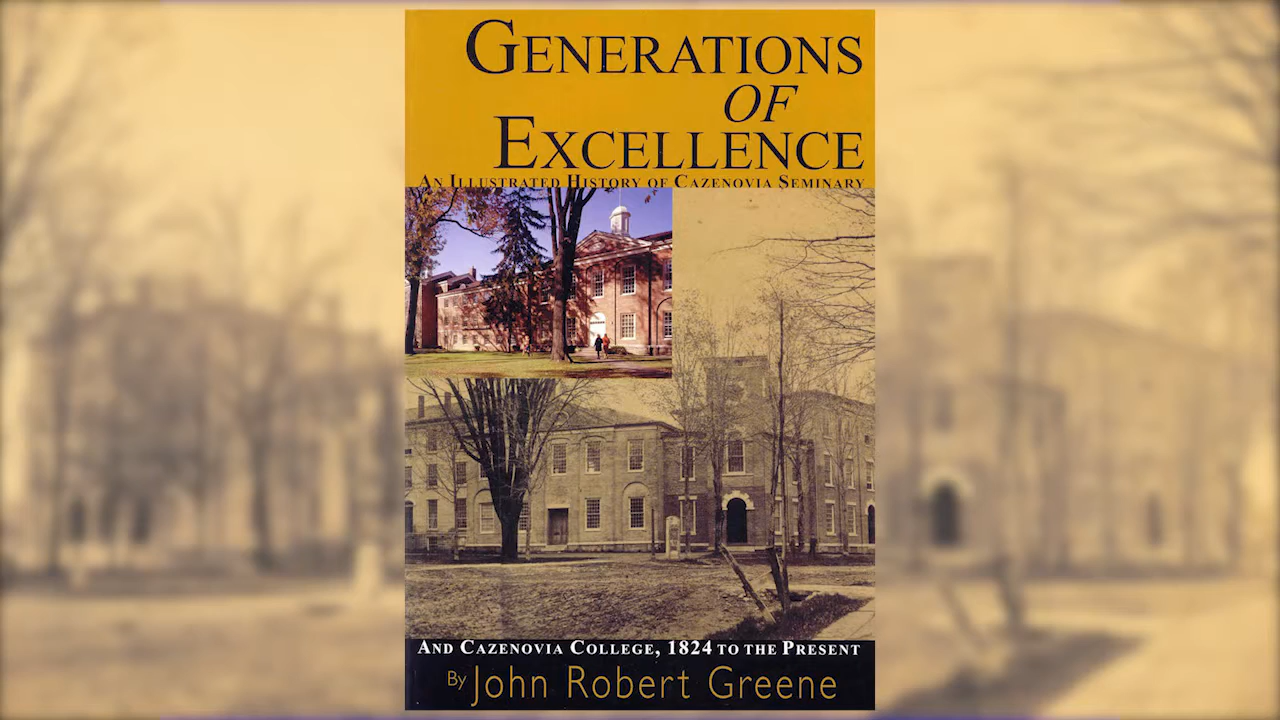 GENERATIONS
OF
EXCELLENCE
AN ILLUSTRATED HISTORY OF CAZENOVIA SEMINARY
AND CAZENOVIA COLLEGE, 1824 TO THE PRESENT
By John Robert Greene